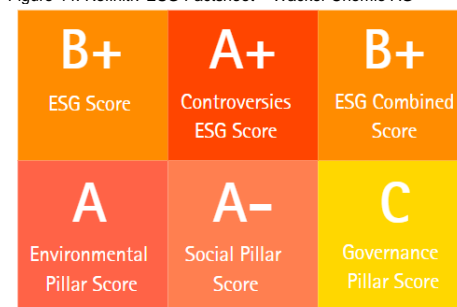 B+
ESG Score
A+
Controversies
ESG Score
B+
ESG Combined
Score
A
Environmental
Pillar Score
A-
Social Pillar
Score
C
Governance
Pillar Score